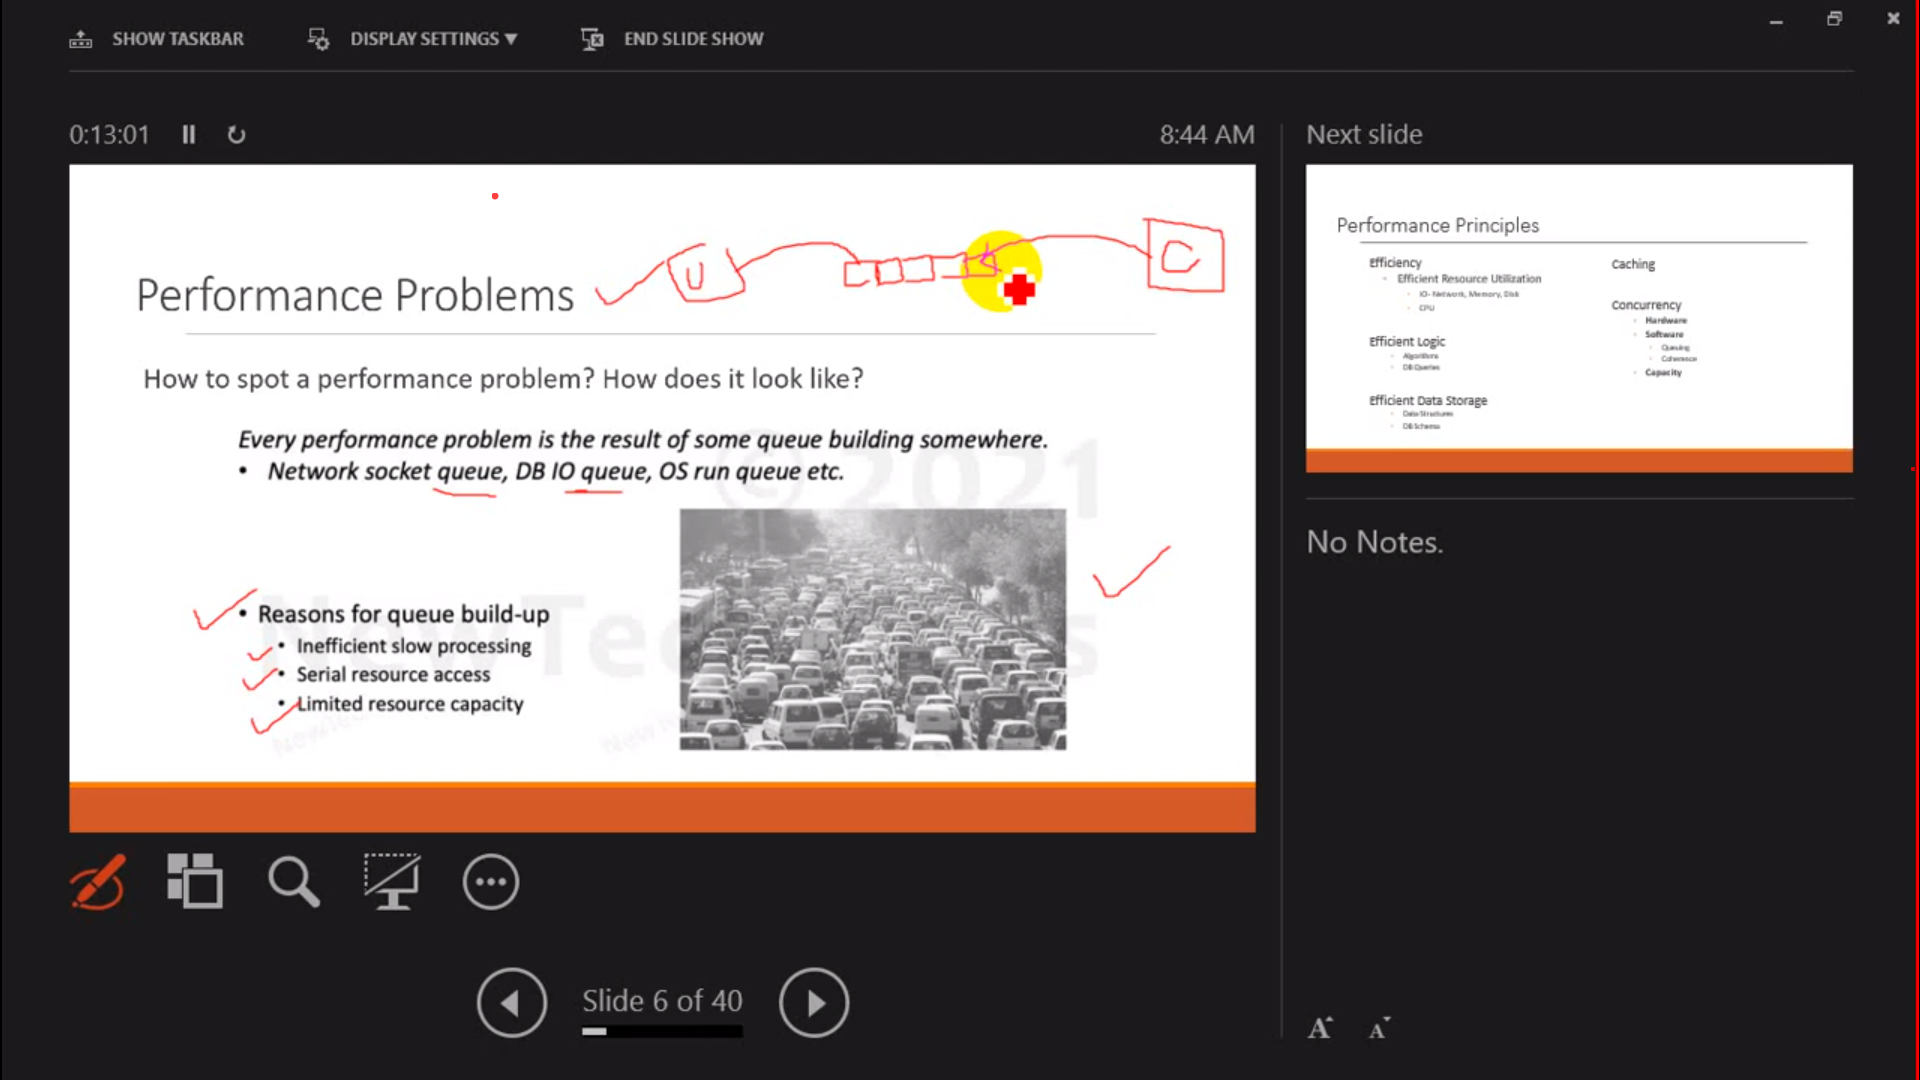 SHOW TASKBAR
DISPLAY SETTINGS ▼
END SLIDE SHOW
0:13:01
8:44 AM
Next slide
U
C
Performance Problems
How to spot a performance problem? How does it look like?
Every performance problem is the result of some queue building somewhere.
• Network socket queue, DB IO queue, OS run queue etc.
© 2021
• Reasons for queue build-up
• Inefficient slow processing
• Serial resource access
• Limited resource capacity
Performance Principles
Efficiency
Efficient Resource Utilization
IO- Network, Memory, Disk
CPU
Efficient Logic
Algorithms
DB Queries
Efficient Data Storage
Data Structures
DB Schema
Caching
Concurrency
Hardware
Software
Queuing
Coherence
Capacity
No Notes.
Slide 6 of 40
A A